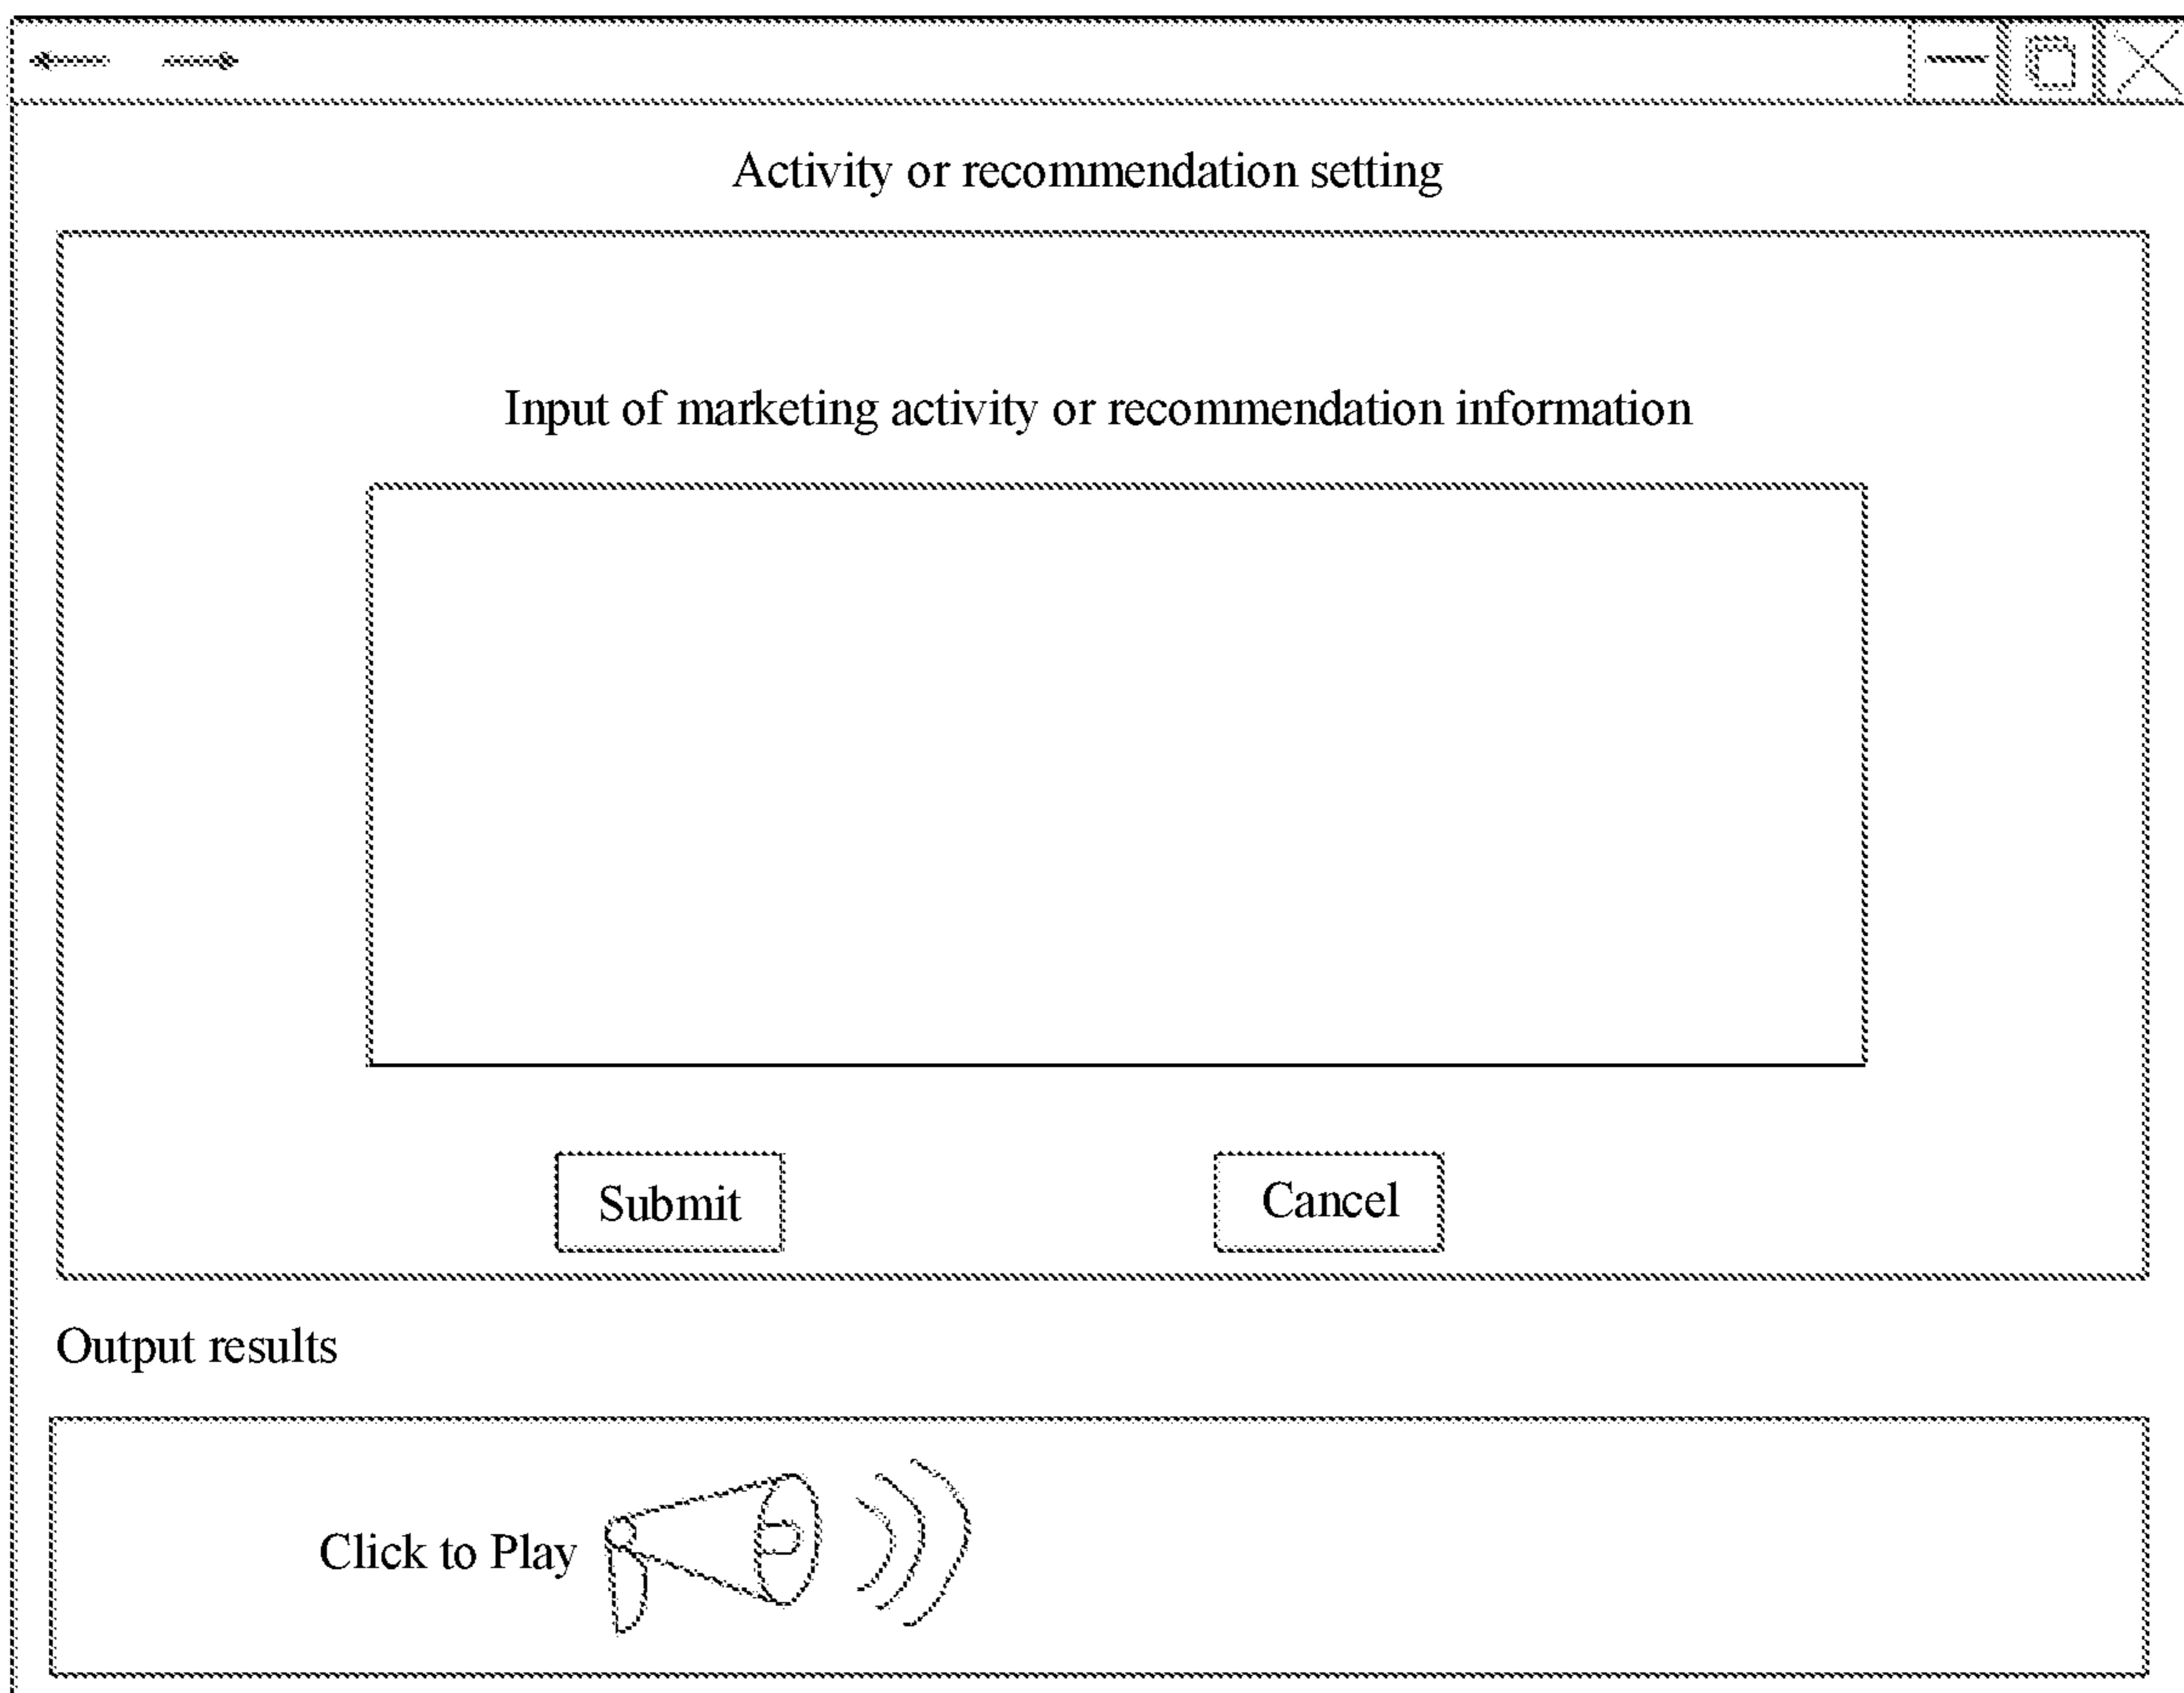 Activity or recommendation setting
Input of marketing activity or recommendation information
Submit
Cancel
Output results
Click to Play